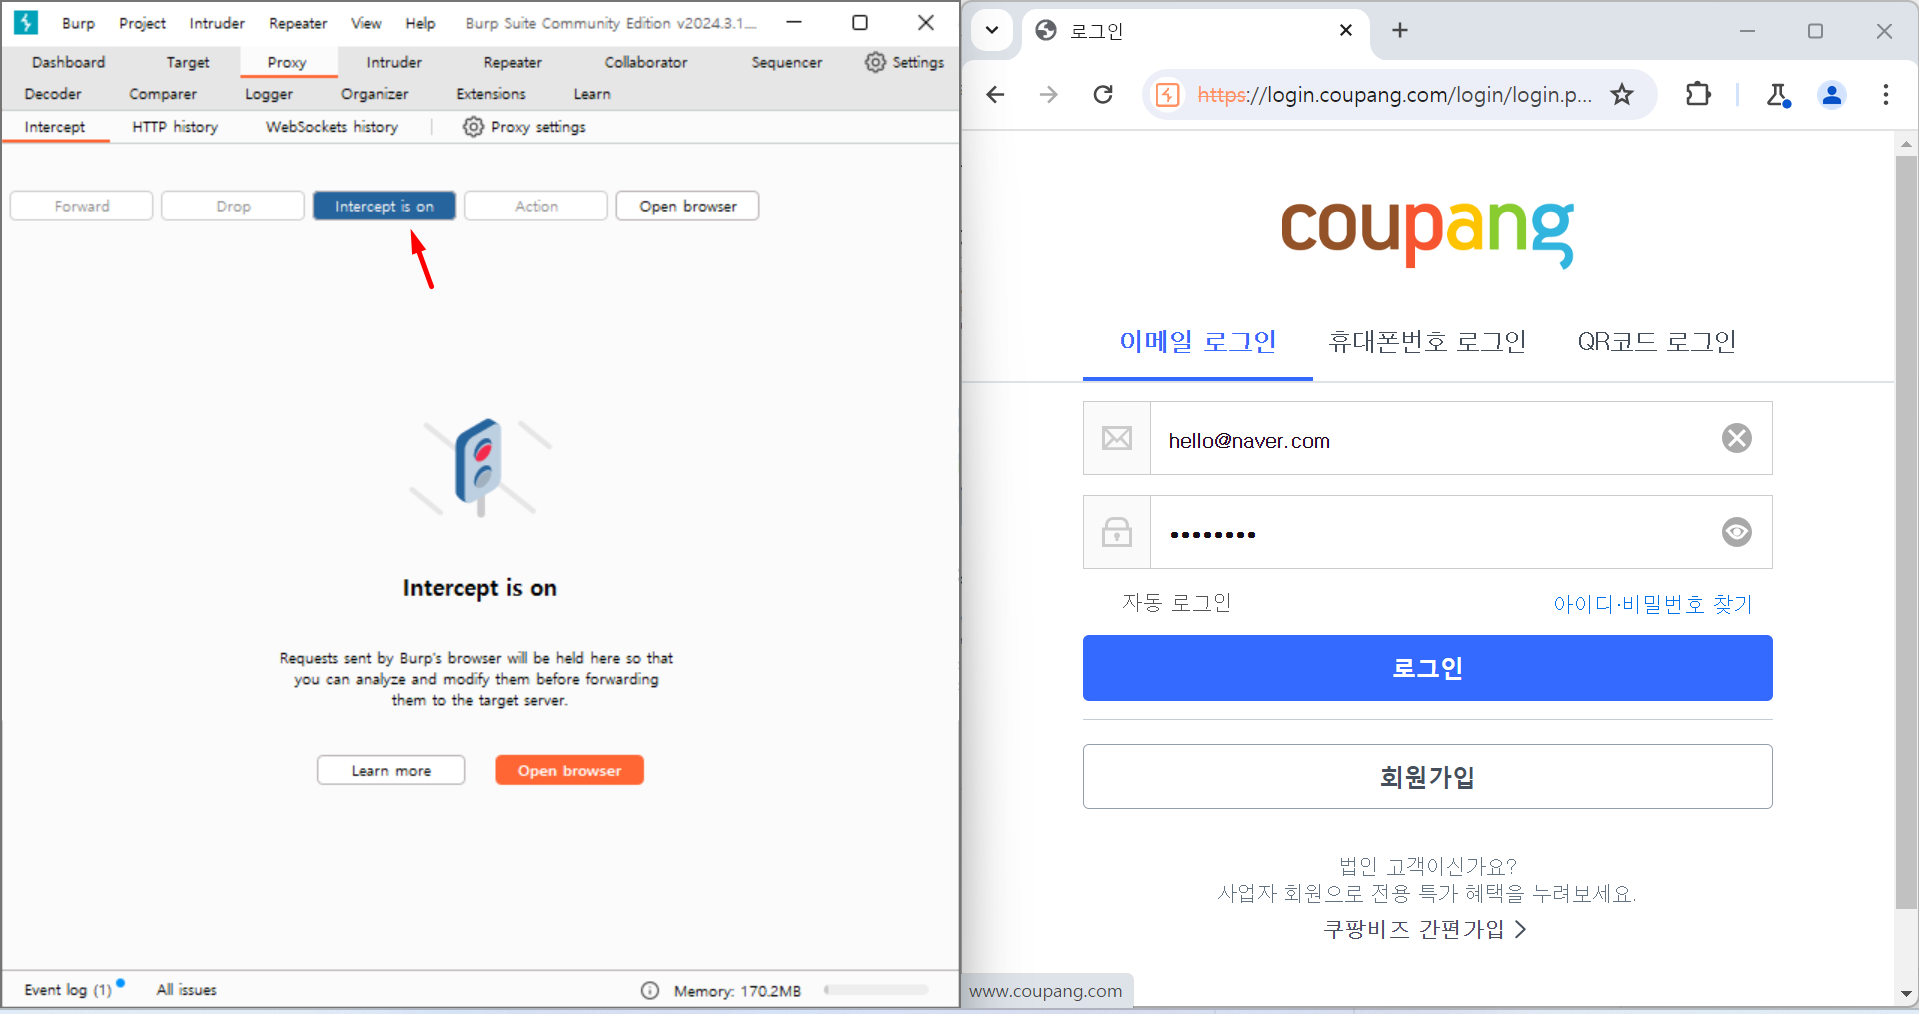 Burp Project Intruder Repeater View Help Burp Suite Community Edition v2024.3.1....
Dashboard Target Proxy Intruder Repeater Collaborator Sequencer Settings
Decoder Comparer Logger Organizer Extensions Learn
Intercept HTTP history WebSockets history Proxy settings
Forward Drop Intercept is on Action Open browser
Intercept is on
Requests sent by Burp's browser will be held here so that
you can analyze and modify them before forwarding
them to the target server.
Learn more Open browser
Event log (1) All issues Memory: 170.2MB
로그인
https://login.coupang.com/login/login.p...
coupang
이메일 로그인 휴대폰번호 로그인 QR코드 로그인
hello@naver.com
자동 로그인 아이디·비밀번호 찾기
로그인
회원가입
법인 고객이신가요?
사업자 회원으로 전용 특가 혜택을 누려보세요.
쿠팡비즈 간편가입
www.coupang.com